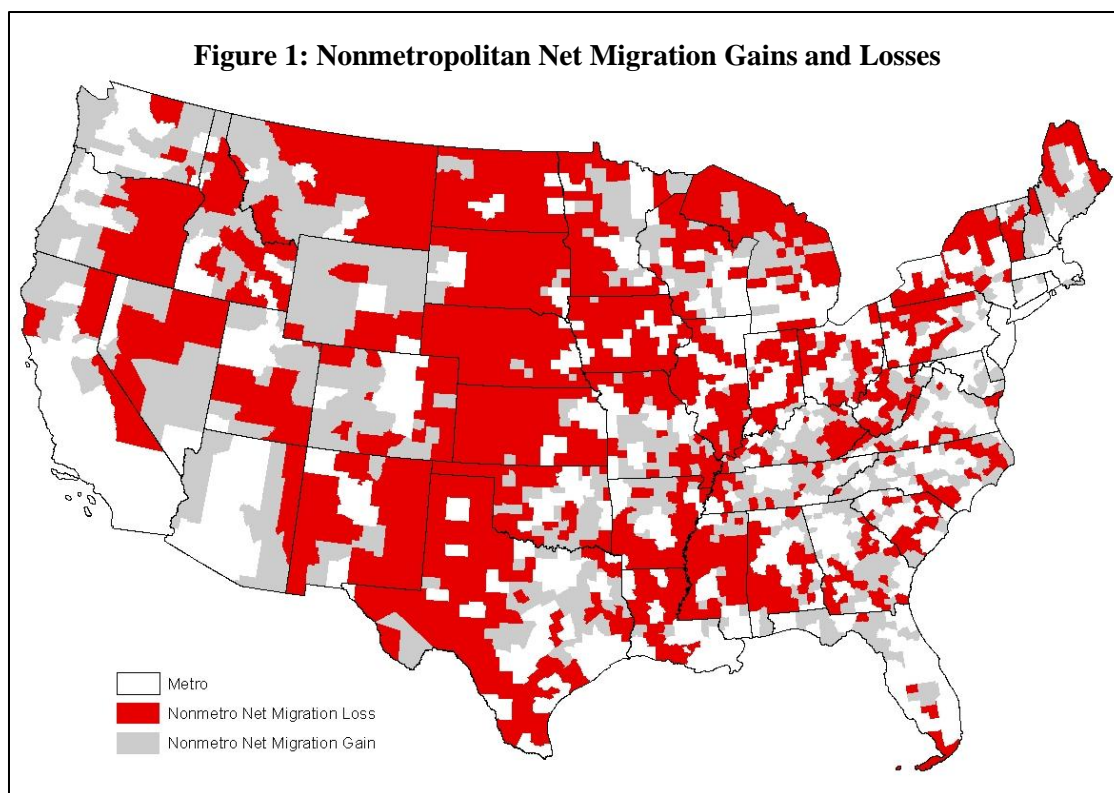 Figure 1: Nonmetropolitan Net Migration Gains and Losses
Metro
Nonmetro Net Migration Loss
Nonmetro Net Migration Gain